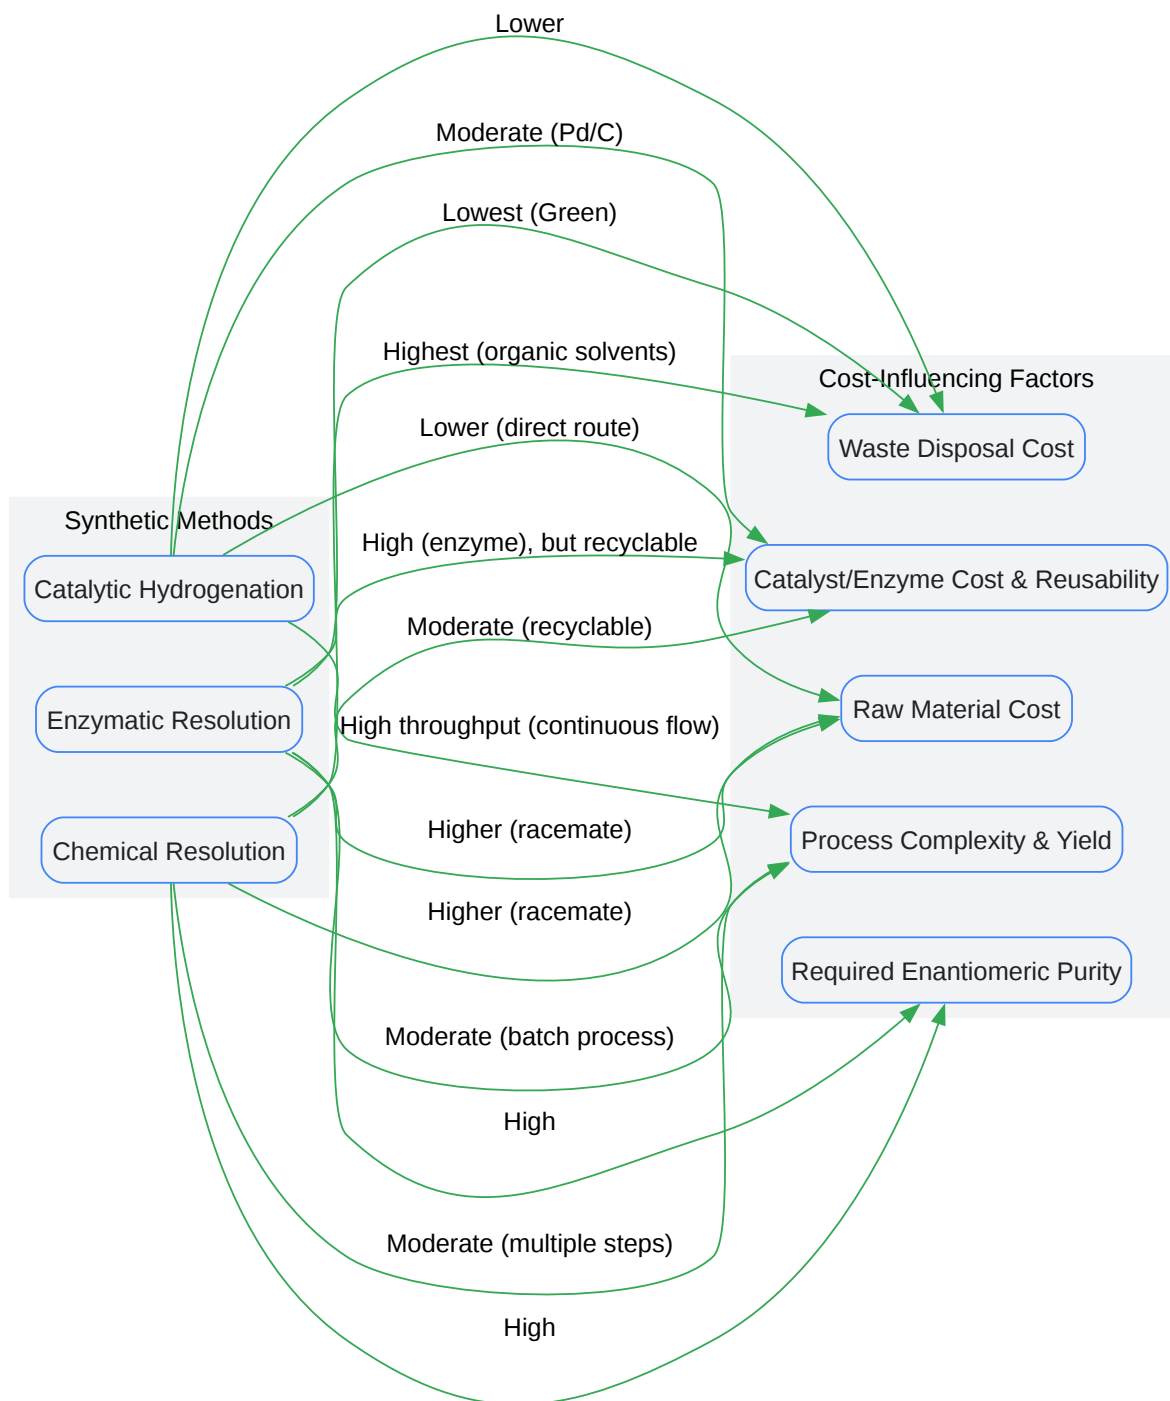 Lower
Moderate (Pd/C)
Lowest (Green)
Highest (organic solvents)
Cost-Influencing Factors
Lower (direct route)
Waste Disposal Cost
Synthetic Methods
High (enzyme), but recyclable
Catalyst/Enzyme Cost & Reusability
Catalytic Hydrogenation
Moderate (recyclable)
Enzymatic Resolution
High throughput (continuous flow)
Raw Material Cost
Higher (racemate)
Process Complexity & Yield
Chemical Resolution
Higher (racemate)
Required Enantiomeric Purity
Moderate (batch process)
High
Moderate (multiple steps)
High